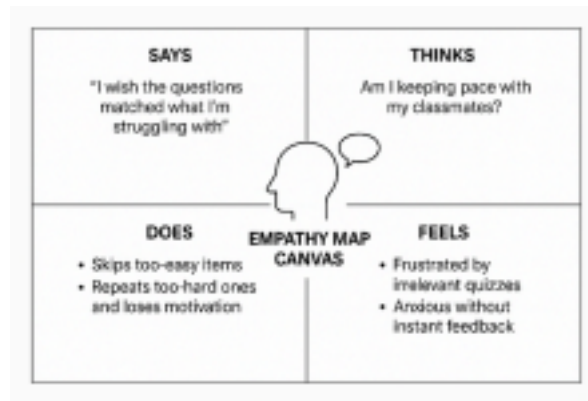 SAYS
"I wish the questions
matched what I'm
struggling with"
THINKS
Am I keeping pace with
my classmates?
EMPATHY MAP
CANVAS
DOES
• Skips too-easy items
• Repeats too-hard ones
and loses motivation
FEELS
• Frustrated by
irrelevant quizzes
• Anxious without
instant feedback